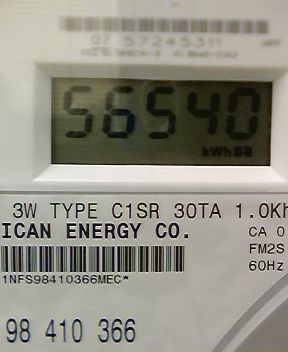 07 57245311
56540
kWh
3W TYPE C1SR 30TA 1.0Kh
ICAN ENERGY CO.
CA 0
FM2S
60Hz
1NFS98410366MEC*
98 410 366